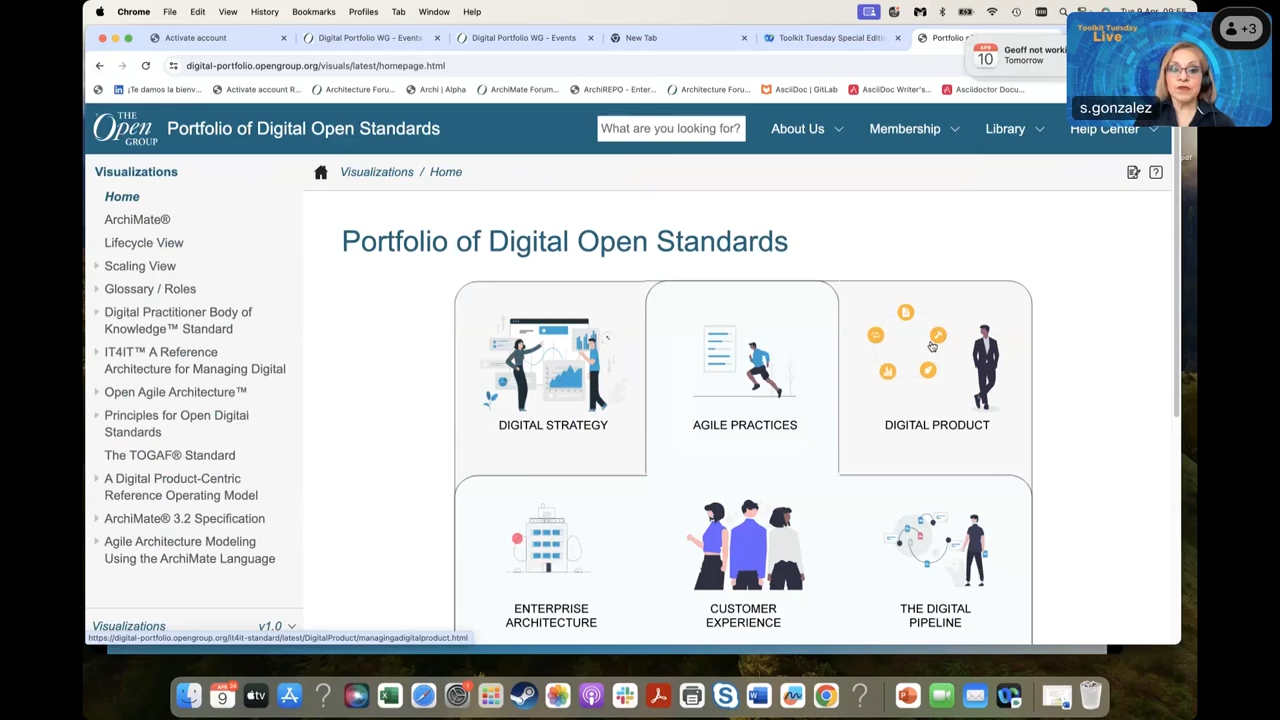 Chrome File Edit View History Bookmarks Profiles Tab Window Help
Activate account
Digital Portfolio WG - Events
Digital Portfolio WG - Events
New Tab
Toolkit Tuesday Special Editi
Portfolio of
APR
10
Geoff not worki
Tomorrow
Toolkit Tuesday
Live
+3
s.gonzalez
digital-portfolio.opengroup.org/visuals/latest/homepage.html
¡Te damos la bienv...
Activate account R...
Architecture Foru...
Archi | Alpha
ArchiMate Forum...
ArchiREPO - Enter...
Architecture Foru...
AsciiDoc | GitLab
AsciiDoc Writer's...
Asciidoctor Docu...
THE
Open
GROUP
Portfolio of Digital Open Standards
What are you looking for?
About Us
Membership
Library
Help Center
Visualizations
Home
ArchiMate®
Lifecycle View
Scaling View
Glossary / Roles
Digital Practitioner Body of
Knowledge™ Standard
IT4IT™ A Reference
Architecture for Managing Digital
Open Agile Architecture™
Principles for Open Digital
Standards
The TOGAF® Standard
A Digital Product-Centric
Reference Operating Model
ArchiMate® 3.2 Specification
Agile Architecture Modeling
Using the ArchiMate Language
Visualizations v1.0
https://digital-portfolio.opengroup.org/it4it-standard/latest/DigitalProduct/managingadigitalproduct.html
Visualizations / Home
Portfolio of Digital Open Standards
DIGITAL STRATEGY
AGILE PRACTICES
DIGITAL PRODUCT
ENTERPRISE
ARCHITECTURE
CUSTOMER
EXPERIENCE
THE DIGITAL
PIPELINE
APR
9
tv